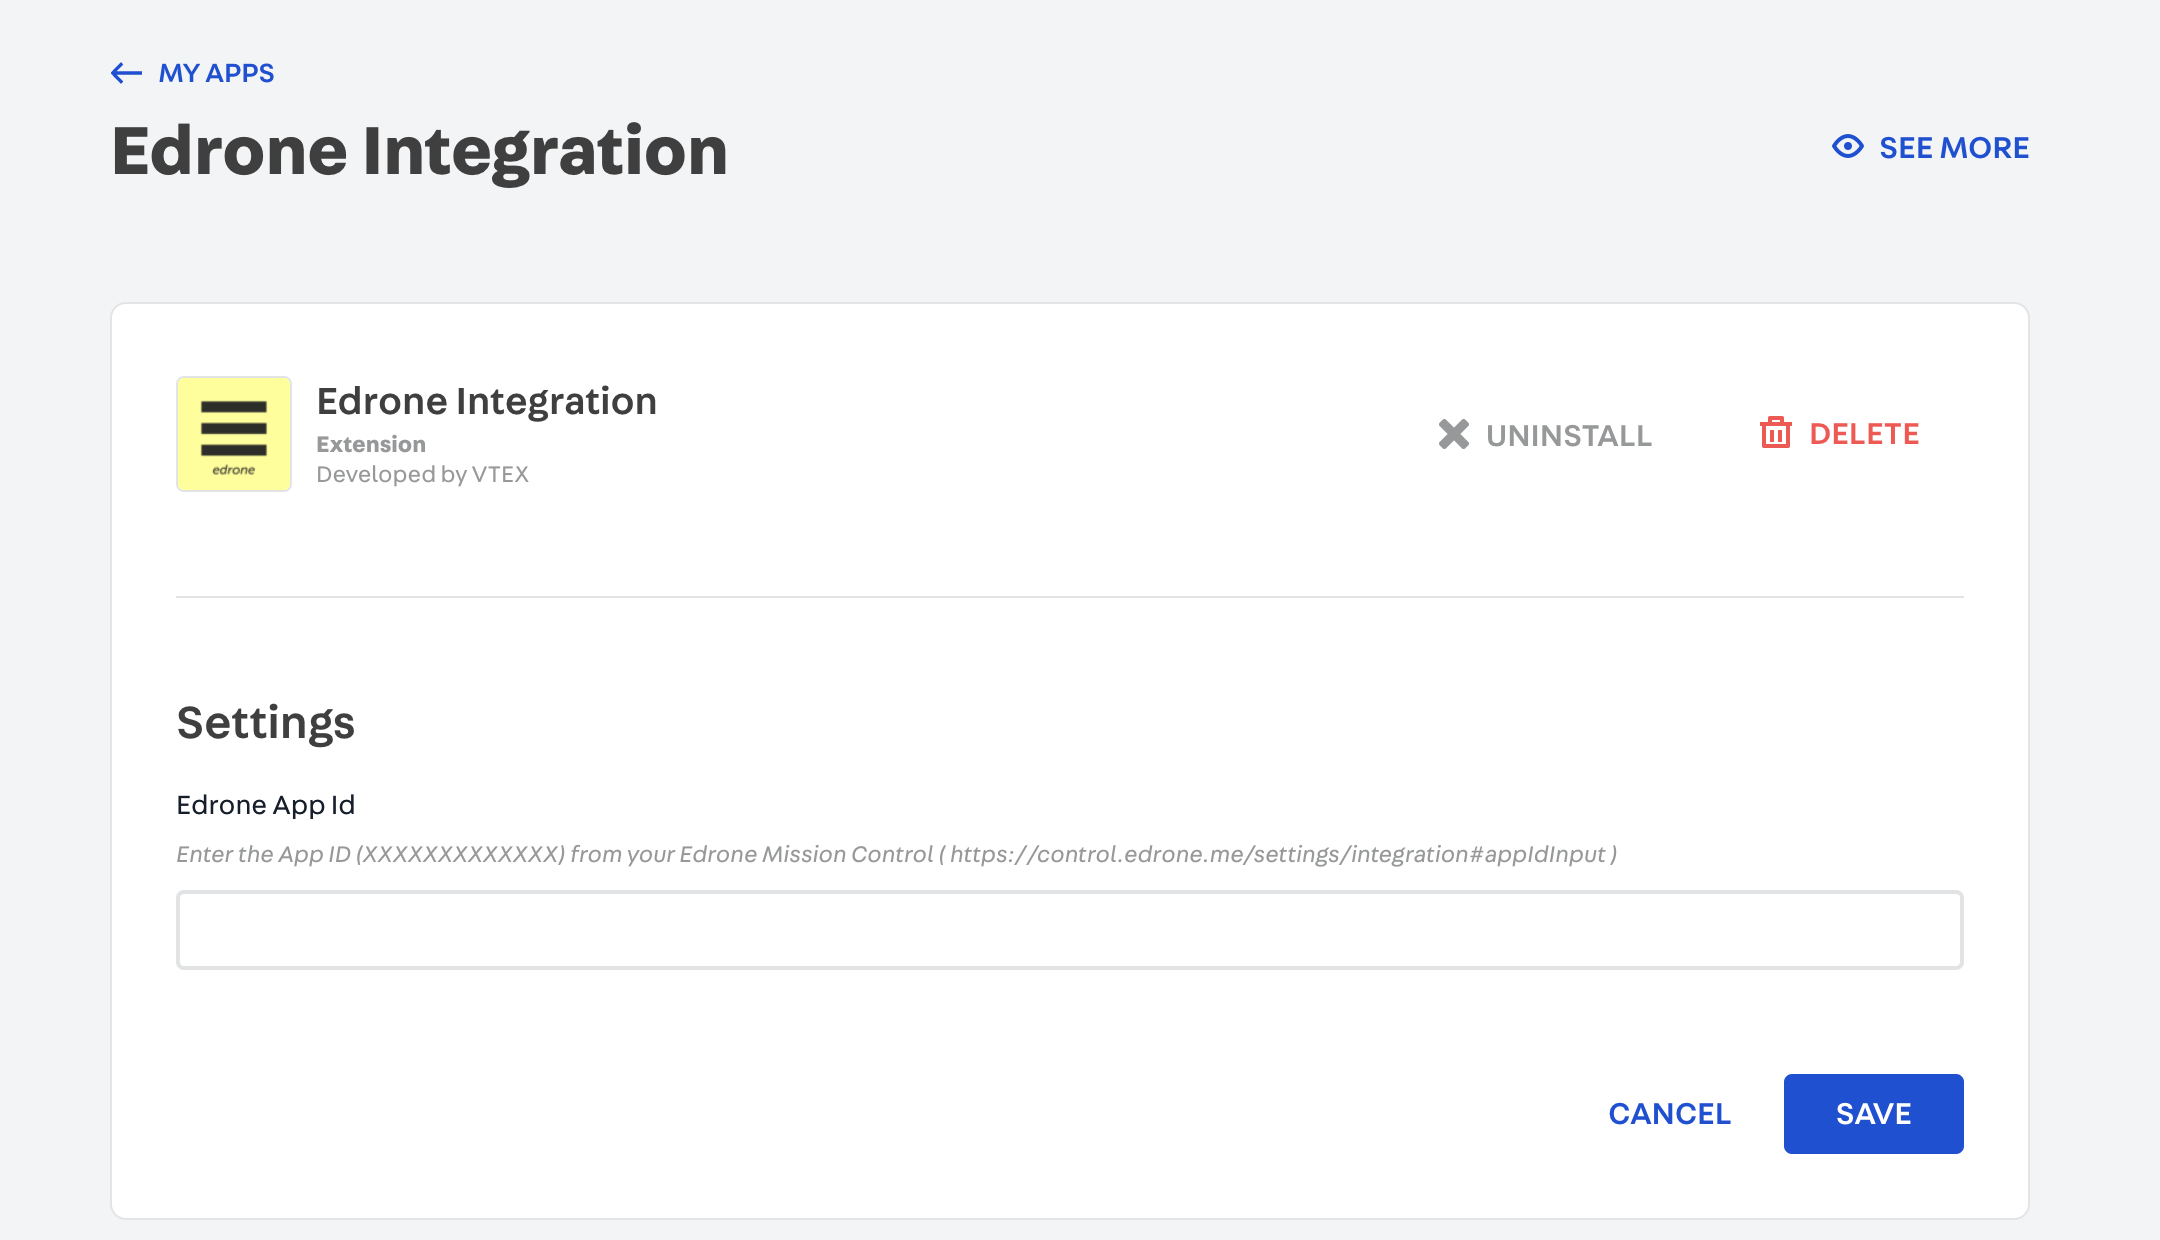 MY APPS
Edrone Integration
SEE MORE
edrone
Edrone Integration
Extension
Developed by VTEX
UNINSTALL
DELETE
Settings
Edrone App Id
Enter the App ID (XXXXXXXXXXXXX) from your Edrone Mission Control ( https://control.edrone.me/settings/integration#appIdInput )
CANCEL
SAVE